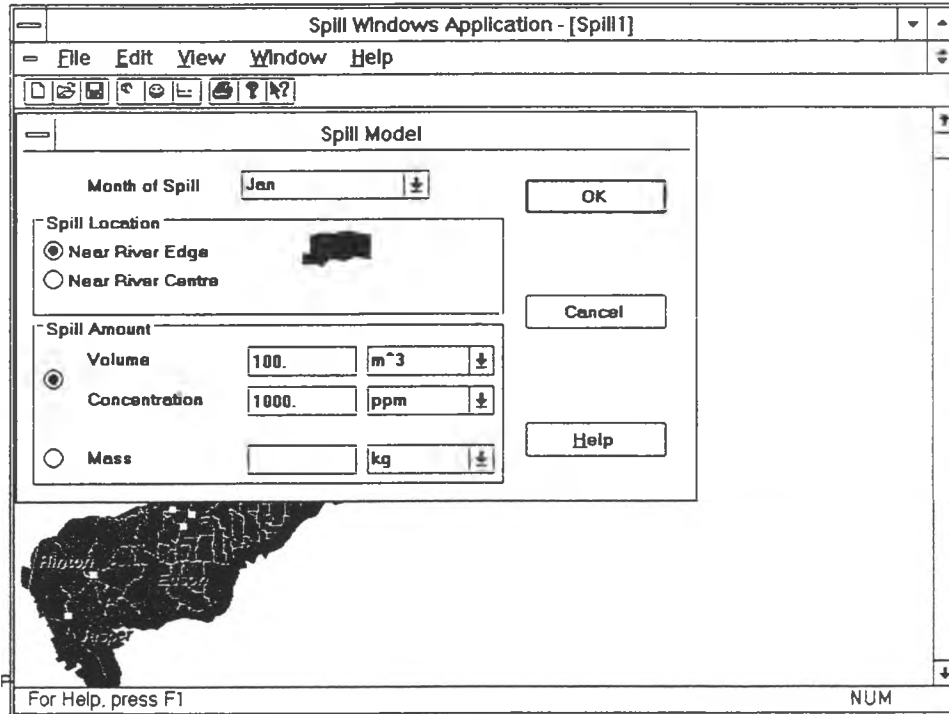 Spill Windows Application - [Spill1]
File Edit View Window Help
Spill Model
Month of Spill Jan
OK
Spill Location
Near River Edge
Near River Centre
Cancel
Spill Amount
Volume 100. m^3
Concentration 1000. ppm
Help
Mass kg
Hinton
Edson
Jasper
For Help, press F1 NUM